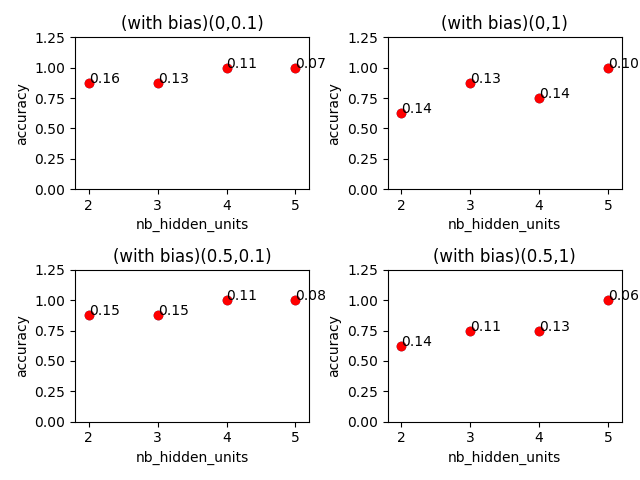 (with bias)(0,0.1)
accuracy
1.25
1.00
0.75
0.50
0.25
0.00
0.16
0.13
0.11
0.07
2 3 4 5
nb_hidden_units
(with bias)(0,1)
accuracy
1.25
1.00
0.75
0.50
0.25
0.00
0.14
0.13
0.14
0.10
2 3 4 5
nb_hidden_units
(with bias)(0.5,0.1)
accuracy
1.25
1.00
0.75
0.50
0.25
0.00
0.15
0.15
0.11
0.08
2 3 4 5
nb_hidden_units
(with bias)(0.5,1)
accuracy
1.25
1.00
0.75
0.50
0.25
0.00
0.14
0.11
0.13
0.06
2 3 4 5
nb_hidden_units